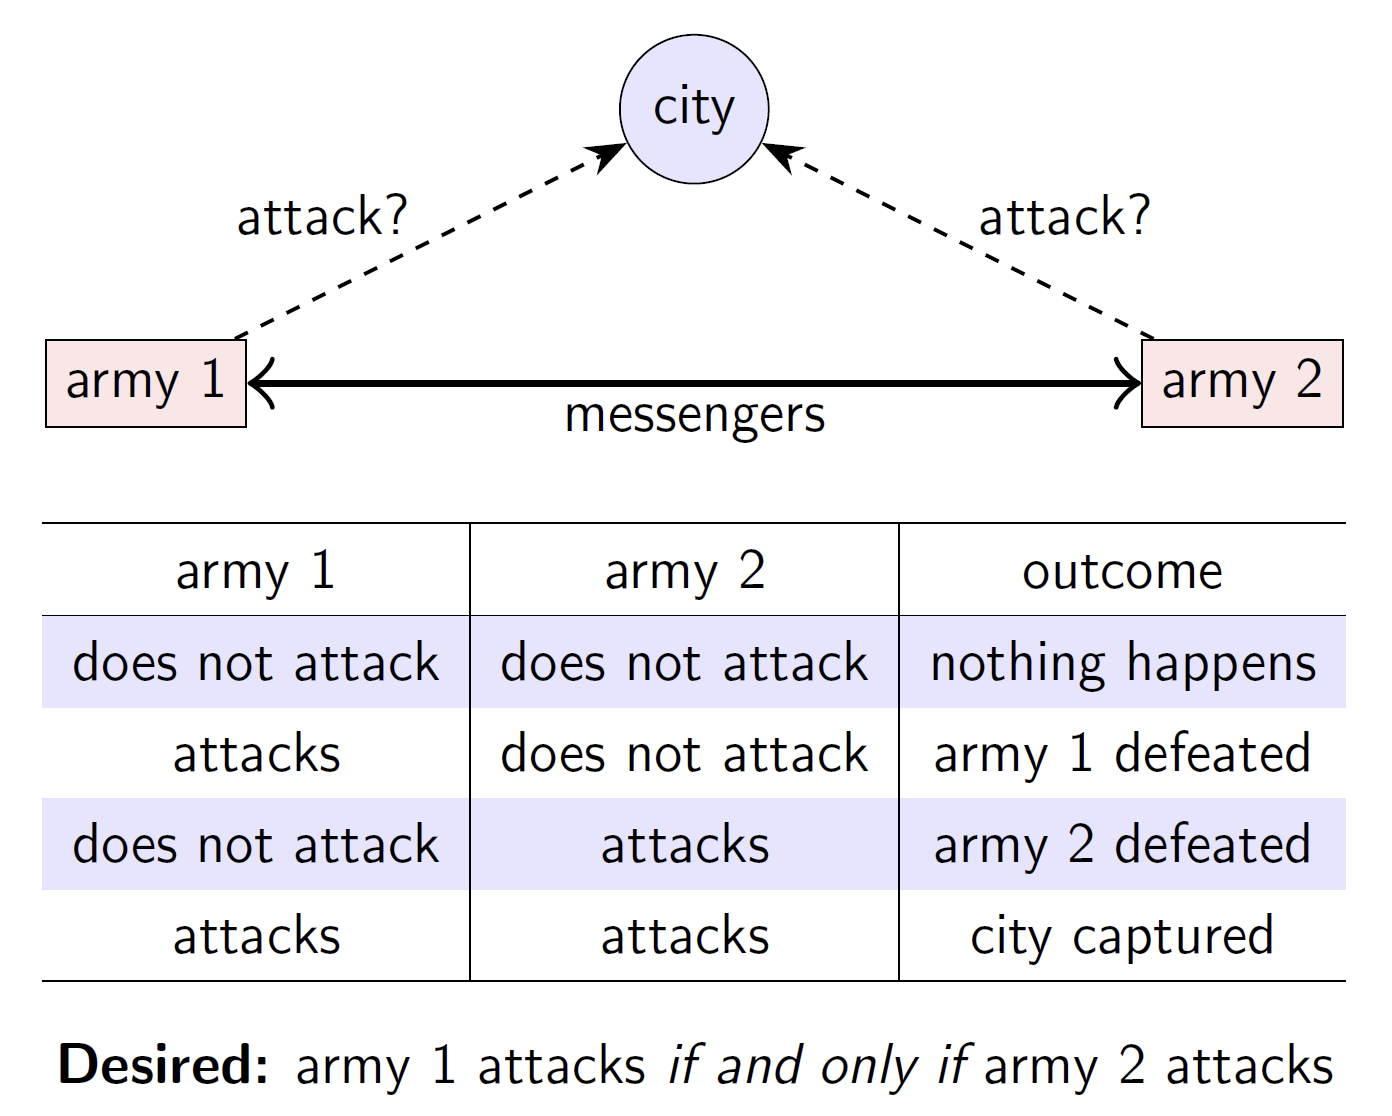 city
attack?
attack?
army 1
army 2
messengers
army 1 army 2 outcome
does not attack does not attack nothing happens
attacks does not attack army 1 defeated
does not attack attacks army 2 defeated
attacks attacks city captured
Desired: army 1 attacks if and only if army 2 attacks